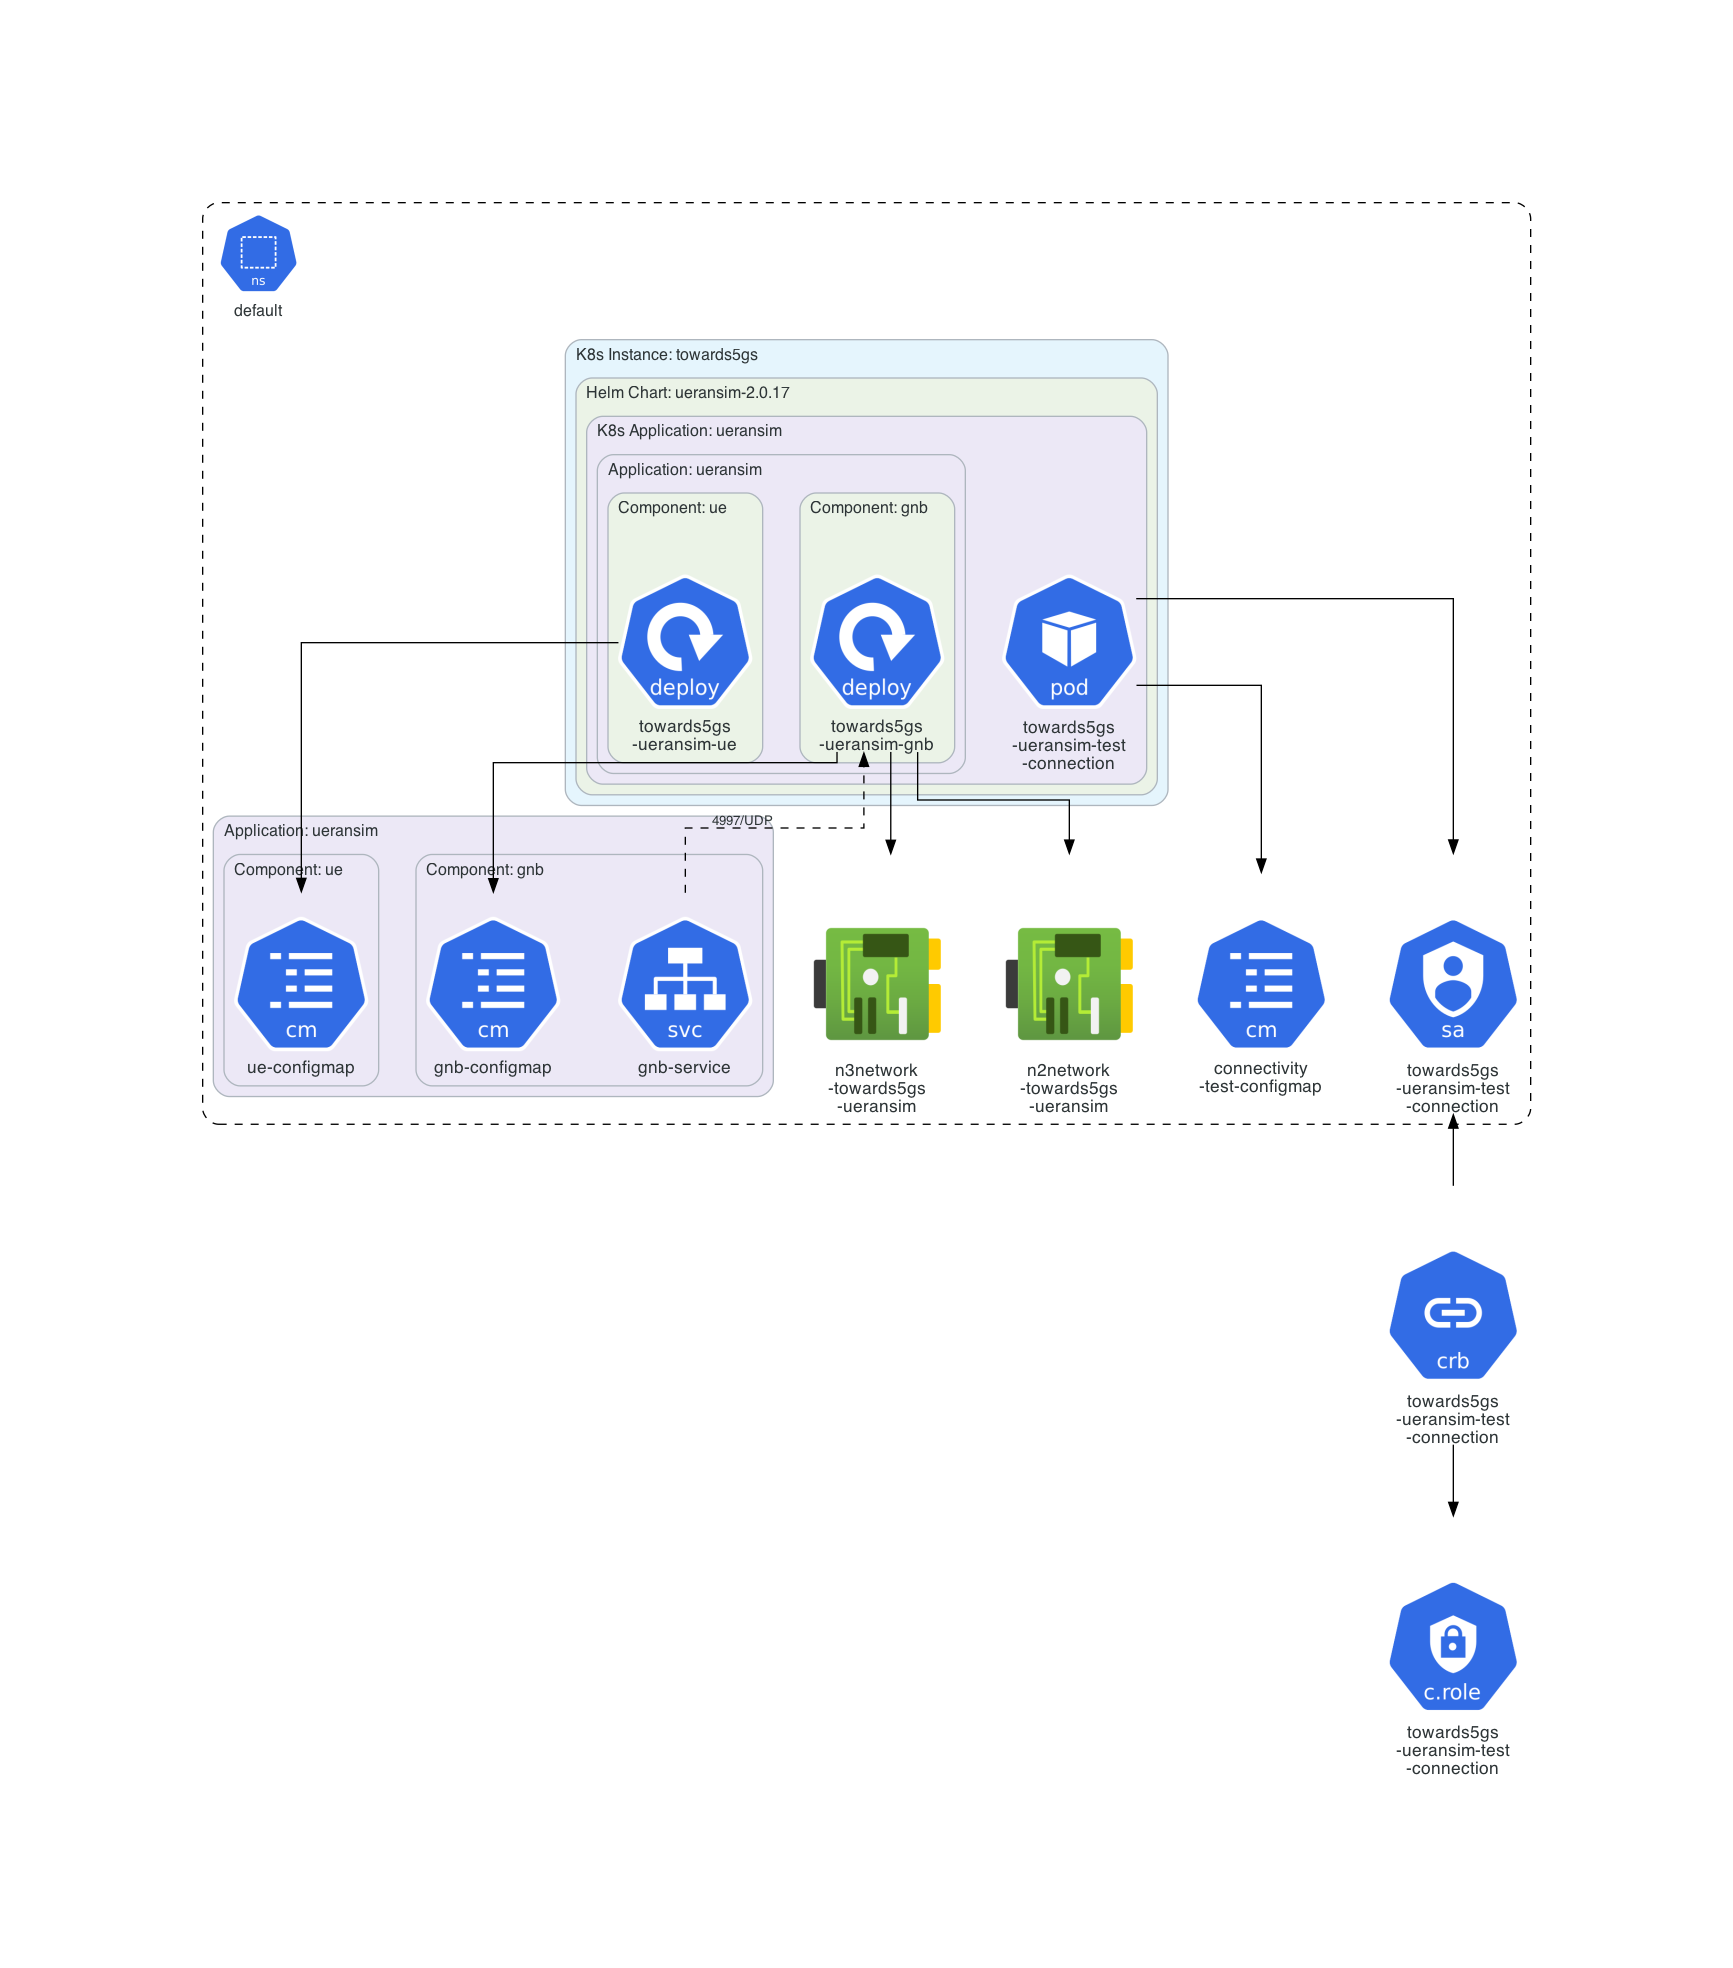 ns
default
K8s Instance: towards5gs
Helm Chart: ueransim-2.0.17
K8s Application: ueransim
Application: ueransim
Component: ue
Component: gnb
deploy
towards5gs
-ueransim-ue
deploy
towards5gs
-ueransim-gnb
pod
towards5gs
-ueransim-test
-connection
4997/UDP
Application: ueransim
Component: ue
Component: gnb
cm
ue-configmap
cm
gnb-configmap
svc
gnb-service
n3network
-towards5gs
-ueransim
n2network
-towards5gs
-ueransim
cm
connectivity
-test-configmap
sa
towards5gs
-ueransim-test
-connection
crb
towards5gs
-ueransim-test
-connection
c.role
towards5gs
-ueransim-test
-connection